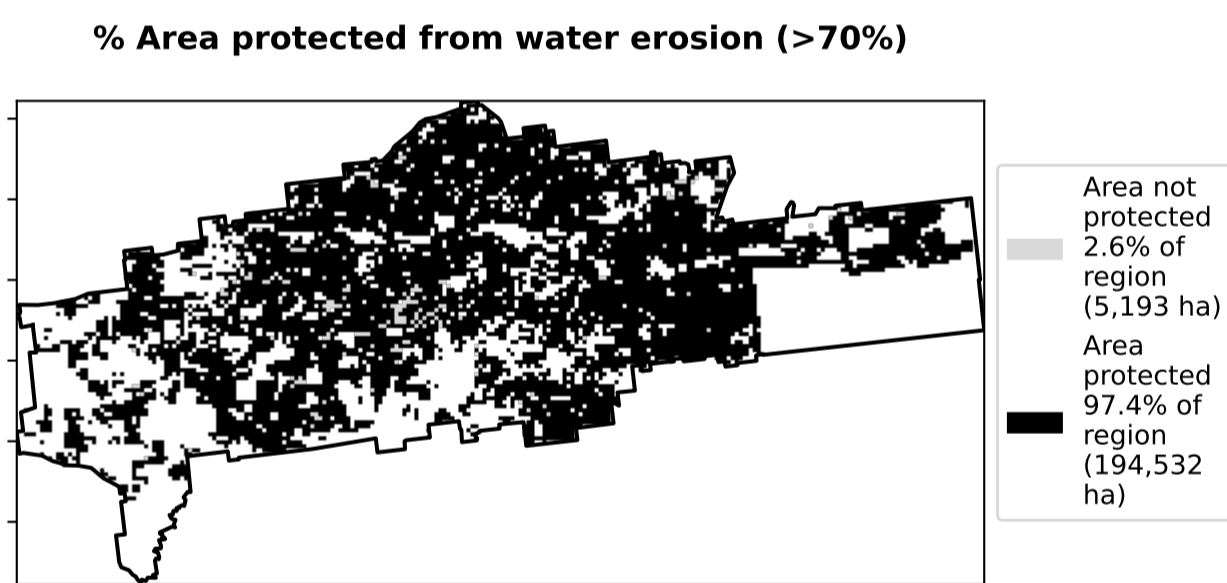 % Area protected from water erosion (>70%)
Area not
protected
2.6% of
region
(5,193 ha)
Area
protected
97.4% of
region
(194,532
ha)